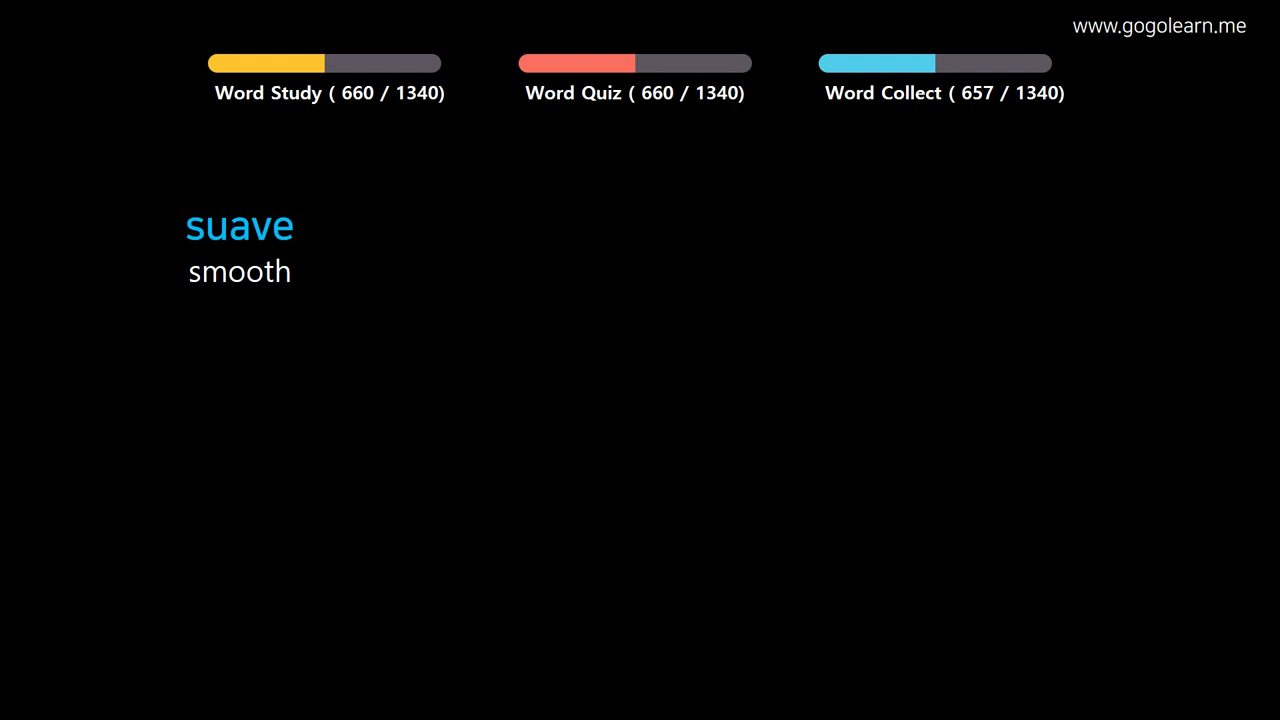 www.gogolearn.me
Word Study ( 660 / 1340)
Word Quiz ( 660 / 1340)
Word Collect ( 657 / 1340)
suave
smooth